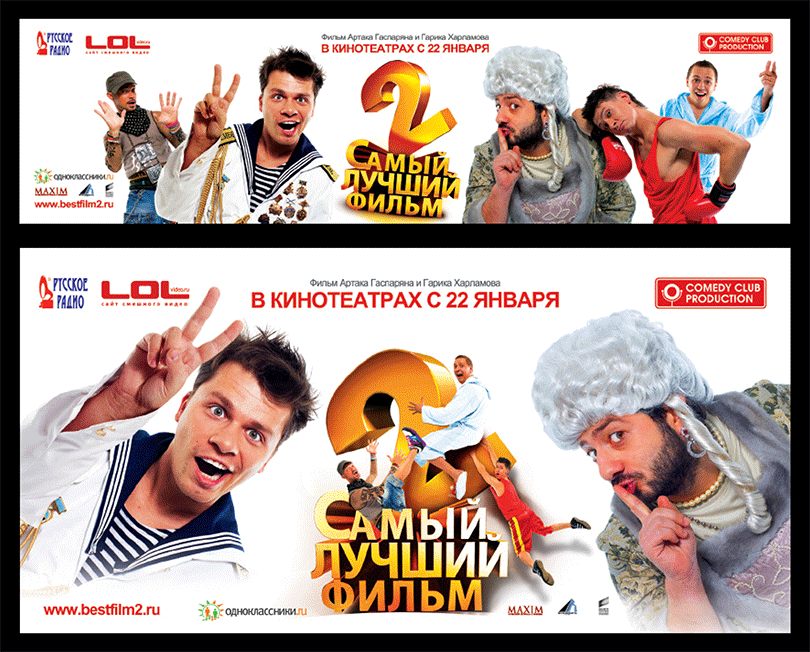 РУССКОЕ
РАДИО
LOL
video.ru
сайт смешного видео
Фильм Артака Гаспаряна и Гарика Харламова
В КИНОТЕАТРАХ С 22 ЯНВАРЯ
COMEDY CLUB
PRODUCTION
2
САМЫЙ
ЛУЧШИЙ
ФИЛЬМ
одноклассники.ru
MAXIM
www.bestfilm2.ru
РУССКОЕ
РАДИО
LOL
video.ru
сайт смешного видео
Фильм Артака Гаспаряна и Гарика Харламова
В КИНОТЕАТРАХ С 22 ЯНВАРЯ
COMEDY CLUB
PRODUCTION
2
САМЫЙ
ЛУЧШИЙ
ФИЛЬМ
www.bestfilm2.ru
одноклассники.ru
MAXIM